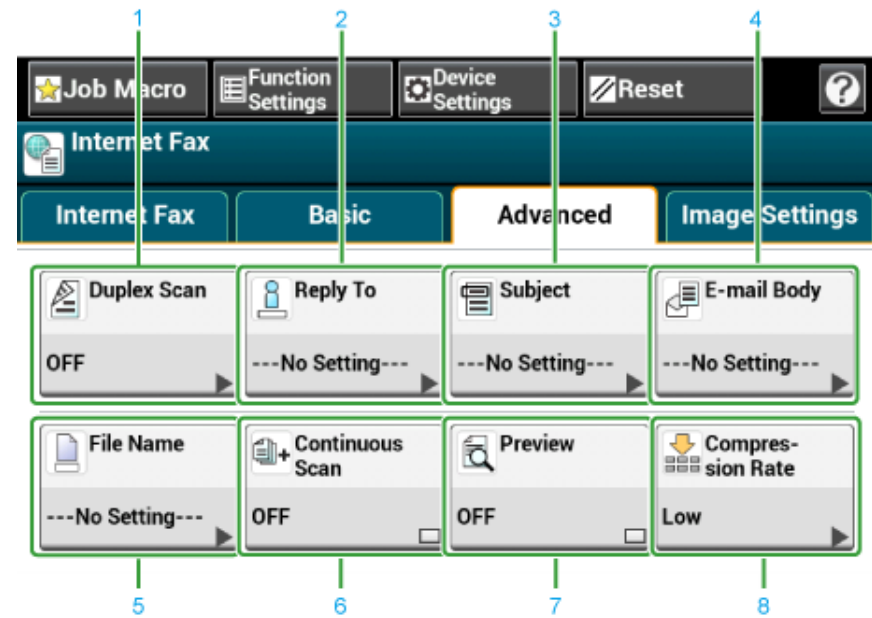 1 2 3 4
Job Macro Function Device Reset ?
Settings Settings
Internet Fax
Internet Fax Basic Advanced Image Settings
Duplex Scan Reply To Subject E-mail Body
OFF ---No Setting--- ---No Setting--- ---No Setting---
File Name Continuous Preview Compres-
Scan sion Rate
---No Setting--- OFF OFF Low
5 6 7 8